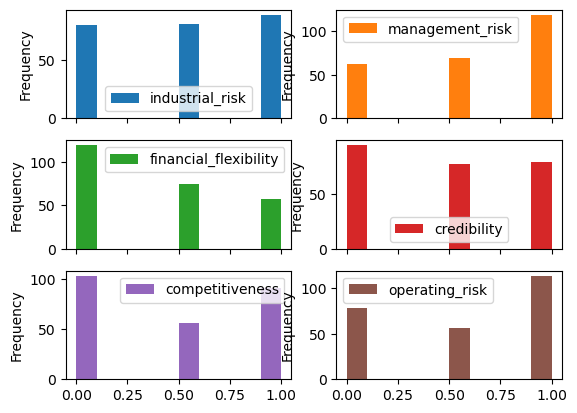 50
0
Frequency
industrial_risk
100
50
0
Frequency
management_risk
100
50
0
Frequency
financial_flexibility
50
0
Frequency
credibility
100
50
0
Frequency
competitiveness
0.00 0.25 0.50 0.75 1.00
100
50
0
Frequency
operating_risk
0.00 0.25 0.50 0.75 1.00